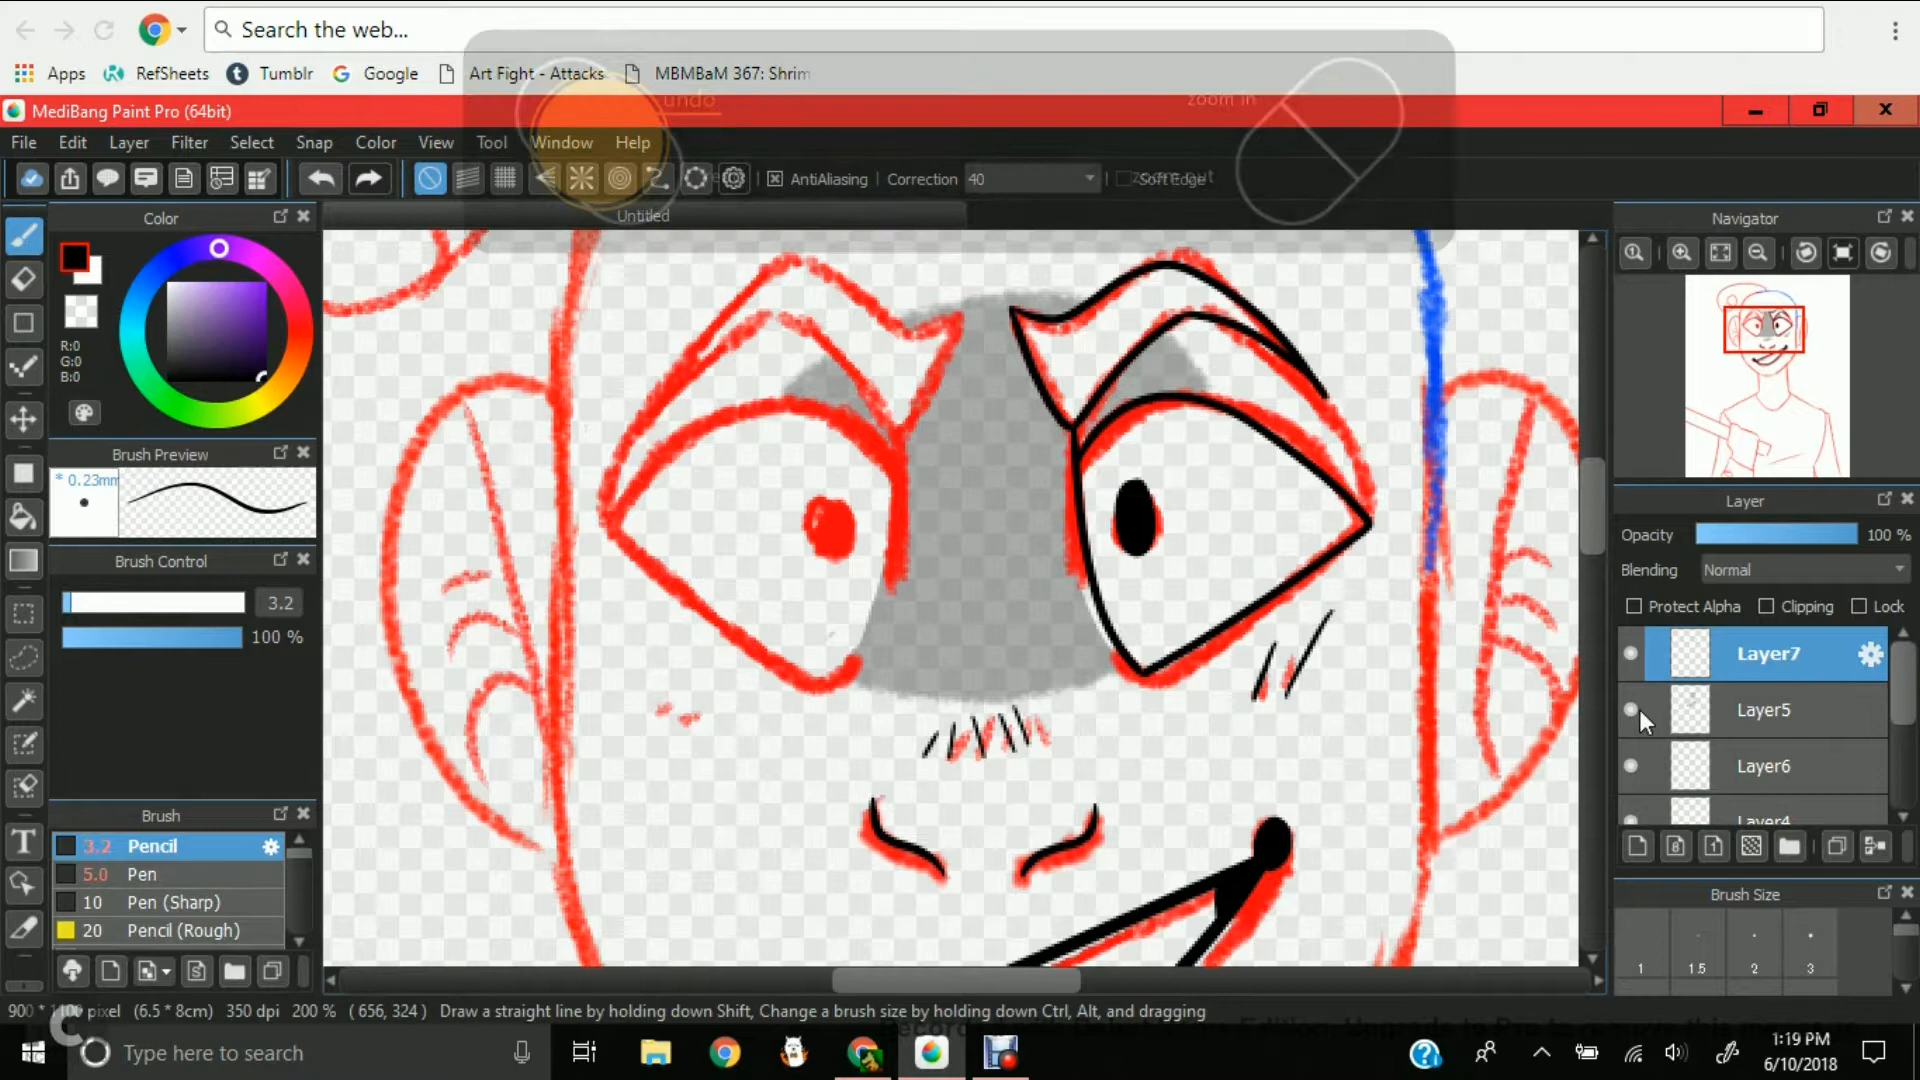 Search the web...
Apps RefSheets Tumblr Google Art Fight - Attacks MBMBaM 367: Shrim
undo zoom in
MediBang Paint Pro (64bit)
File Edit Layer Filter Select Snap Color View Tool Window Help
AntiAliasing Correction 40 Soft Edge
zoom out
Untitled
Color
R:0
G:0
B:0
Brush Preview
* 0.23mm
Brush Control
3.2
100 %
Brush
3.2 Pencil
5.0 Pen
10 Pen (Sharp)
20 Pencil (Rough)
Navigator
Layer
Opacity 100 %
Blending Normal
Protect Alpha Clipping Lock
Layer7
Layer5
Layer6
Layer4
Brush Size
1 1.5 2 3
900 * 1100 pixel (6.5 * 8cm) 350 dpi 200 % ( 656, 324 ) Draw a straight line by holding down Shift, Change a brush size by holding down Ctrl, Alt, and dragging
Type here to search
1:19 PM
6/10/2018